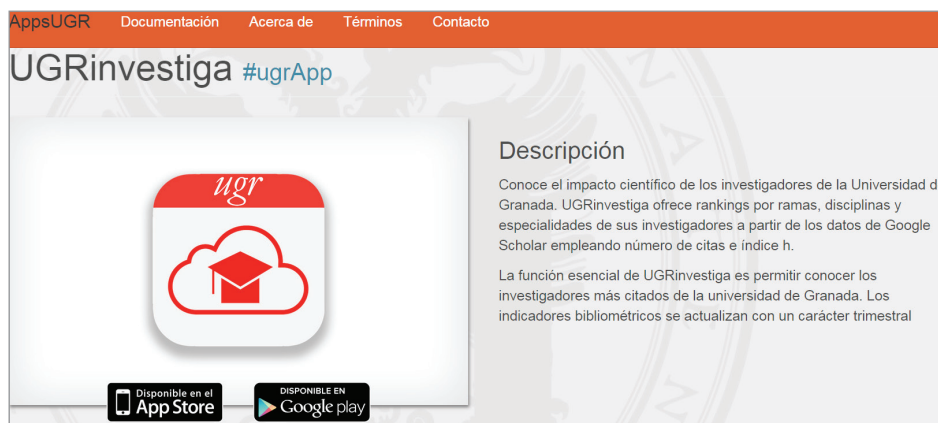 AppsUGR Documentación Acerca de Términos Contacto
UGRinvestiga #ugrApp
ugr
Disponible en el
App Store
DISPONIBLE EN
Google play
Descripción
Conoce el impacto científico de los investigadores de la Universidad d
Granada. UGRinvestiga ofrece rankings por ramas, disciplinas y
especialidades de sus investigadores a partir de los datos de Google
Scholar empleando número de citas e índice h.
La función esencial de UGRinvestiga es permitir conocer los
investigadores más citados de la universidad de Granada. Los
indicadores bibliométricos se actualizan con un carácter trimestral